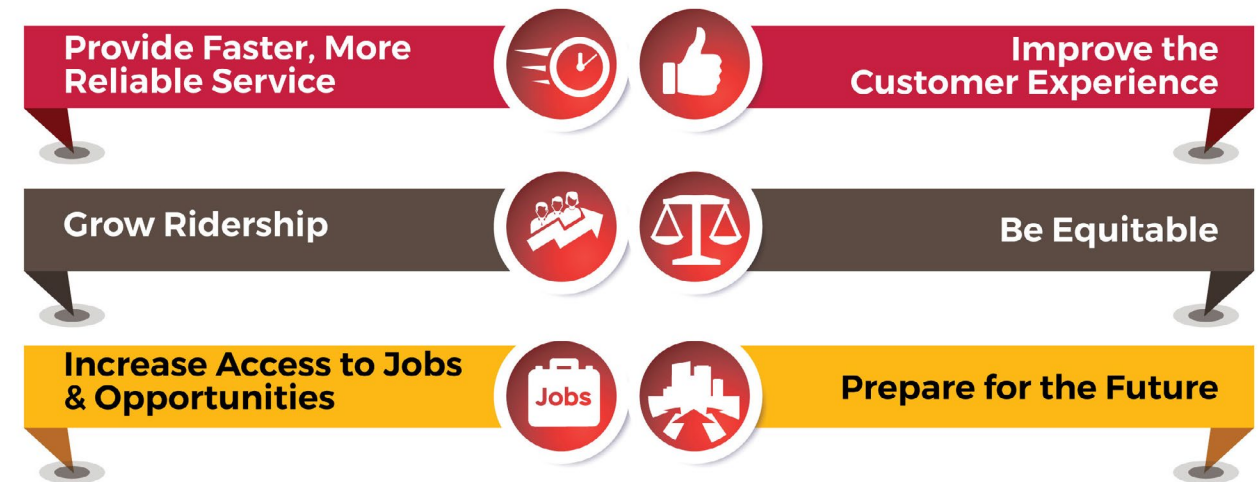 Provide Faster, More
Reliable Service
Improve the
Customer Experience
Grow Ridership
Be Equitable
Increase Access to Jobs
& Opportunities
Jobs
Prepare for the Future